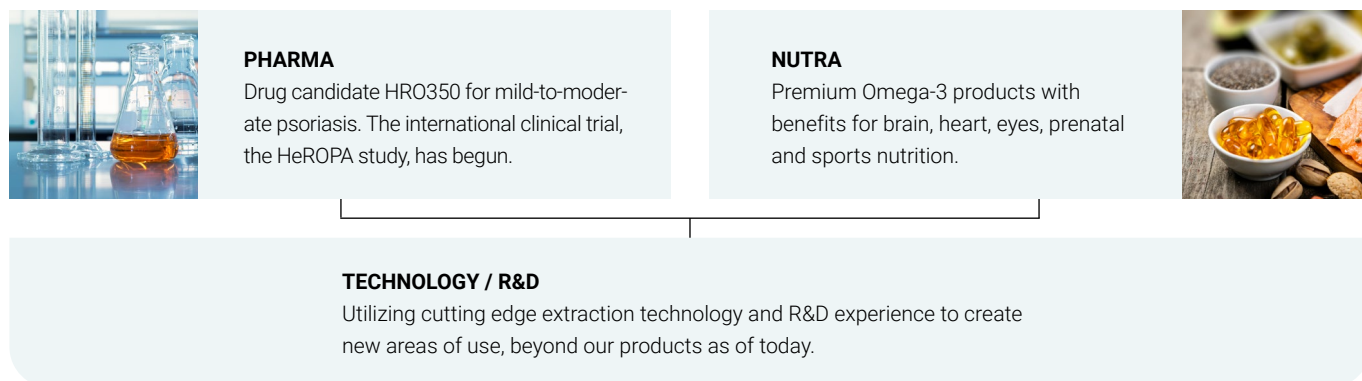 PHARMA
Drug candidate HRO350 for mild-to-moder-
ate psoriasis. The international clinical trial,
the HeROPA study, has begun.
NUTRA
Premium Omega-3 products with
benefits for brain, heart, eyes, prenatal
and sports nutrition.
TECHNOLOGY / R&D
Utilizing cutting edge extraction technology and R&D experience to create
new areas of use, beyond our products as of today.